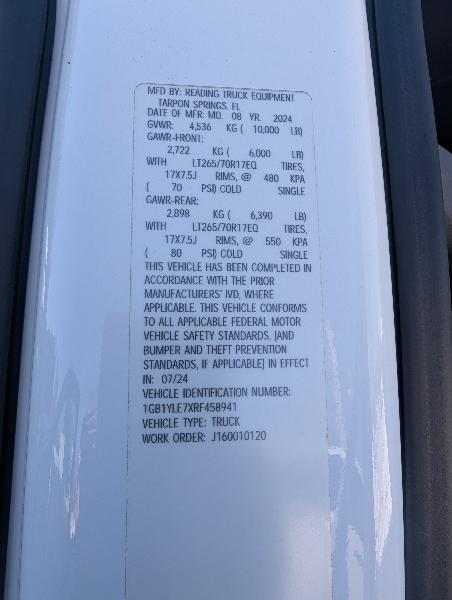 MFD BY: READING TRUCK EQUIPMENT
TARPON SPRINGS, FL
DATE OF MFR: MO. 08 YR. 2024
GVWR: 4,536 KG ( 10,000 LB)
GAWR-FRONT:
2,722 KG ( 6,000 LB)
WITH LT265/70R17EQ TIRES,
17X7.5J RIMS, @ 480 KPA
( 70 PSI) COLD SINGLE
GAWR-REAR:
2,898 KG ( 6,390 LB)
WITH LT265/70R17EQ TIRES,
17X7.5J RIMS, @ 550 KPA
( 80 PSI) COLD SINGLE
THIS VEHICLE HAS BEEN COMPLETED IN
ACCORDANCE WITH THE PRIOR
MANUFACTURERS' IVD, WHERE
APPLICABLE. THIS VEHICLE CONFORMS
TO ALL APPLICABLE FEDERAL MOTOR
VEHICLE SAFETY STANDARDS, [AND
BUMPER AND THEFT PREVENTION
STANDARDS, IF APPLICABLE] IN EFFECT
IN: 07/24
VEHICLE IDENTIFICATION NUMBER:
1GB1YLE7XRF458941
VEHICLE TYPE: TRUCK
WORK ORDER: J160010120